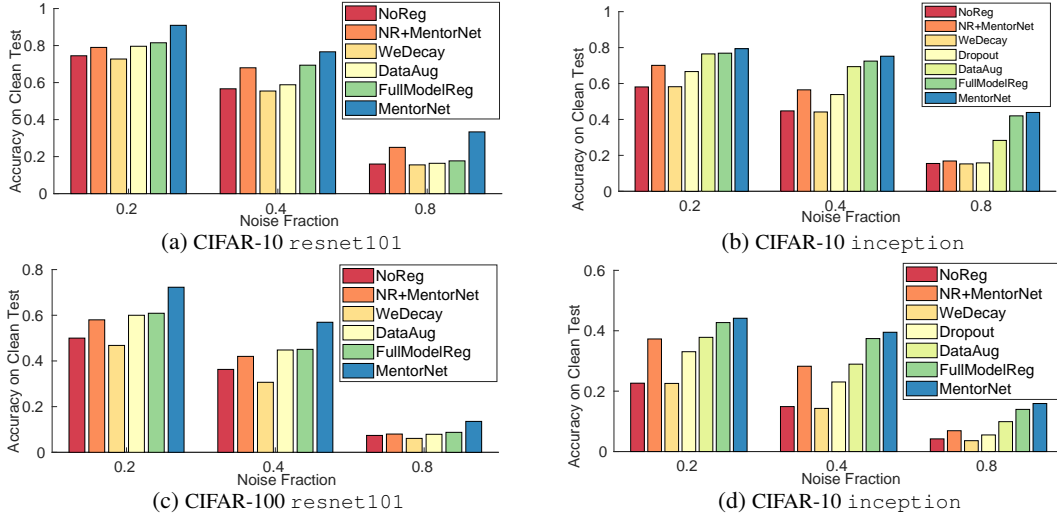 Accuracy on Clean Test
1
0.8
0.6
0.4
0.2
0
NoReg
NR+MentorNet
WeDecay
DataAug
FullModelReg
MentorNet
0.2
0.4
0.8
Noise Fraction
(a) CIFAR-10 resnet101
Accuracy on Clean Test
1
0.8
0.6
0.4
0.2
0
NoReg
NR+MentorNet
WeDecay
Dropout
DataAug
FullModelReg
MentorNet
0.2
0.4
0.8
Noise Fraction
(b) CIFAR-10 inception
Accuracy on Clean Test
0.8
0.6
0.4
0.2
0
NoReg
NR+MentorNet
WeDecay
DataAug
FullModelReg
MentorNet
0.2
0.4
0.8
Noise Fraction
(c) CIFAR-100 resnet101
Accuracy on Clean Test
0.6
0.4
0.2
0
NoReg
NR+MentorNet
WeDecay
Dropout
DataAug
FullModelReg
MentorNet
0.2
0.4
0.8
Noise Fraction
(d) CIFAR-10 inception